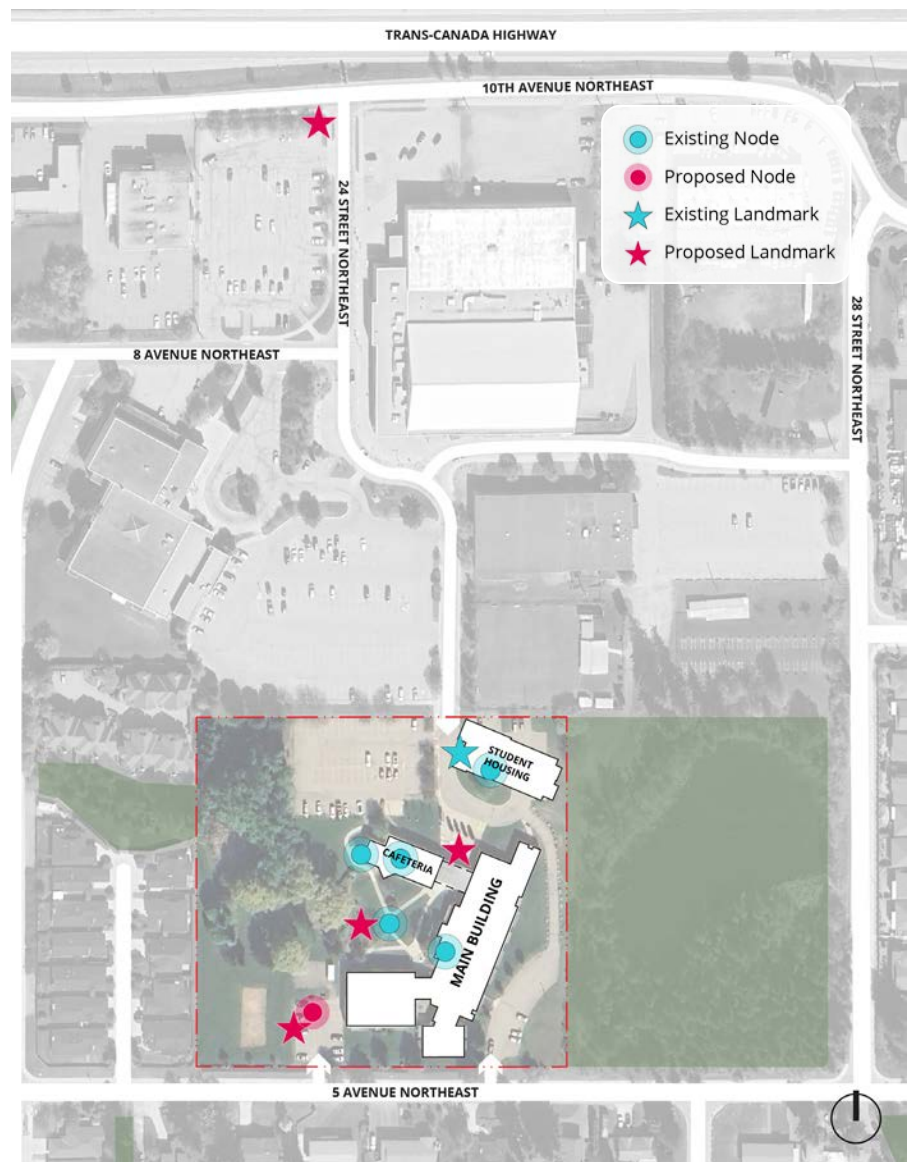 TRANS-CANADA HIGHWAY
10TH AVENUE NORTHEAST
Existing Node
Proposed Node
Existing Landmark
Proposed Landmark
24 STREET NORTHEAST
28 STREET NORTHEAST
8 AVENUE NORTHEAST
STUDENT
HOUSING
CAFETERIA
MAIN BUILDING
5 AVENUE NORTHEAST